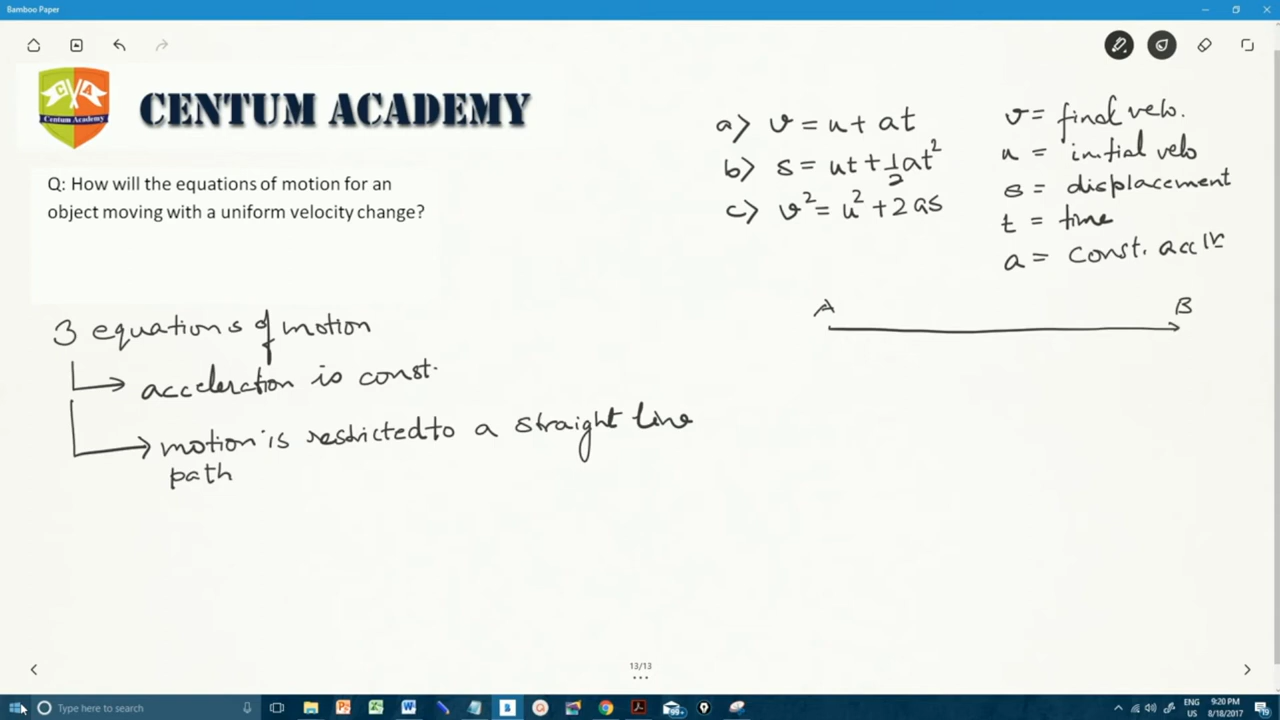 Bamboo Paper
CENTUM ACADEMY
Centum Academy
Q: How will the equations of motion for an
object moving with a uniform velocity change?
a) v = u + at
b) s = ut + 1/2 at²
c) v² = u² + 2as
v = final velo.
u = initial velo
s = displacement
t = time
a = const. acc
A B
3 equations of motion
acceleration is const.
motion is restricted to a straight line
path
13/13
Type here to search
ENG 9:20 PM
US 8/18/2017
99+
19